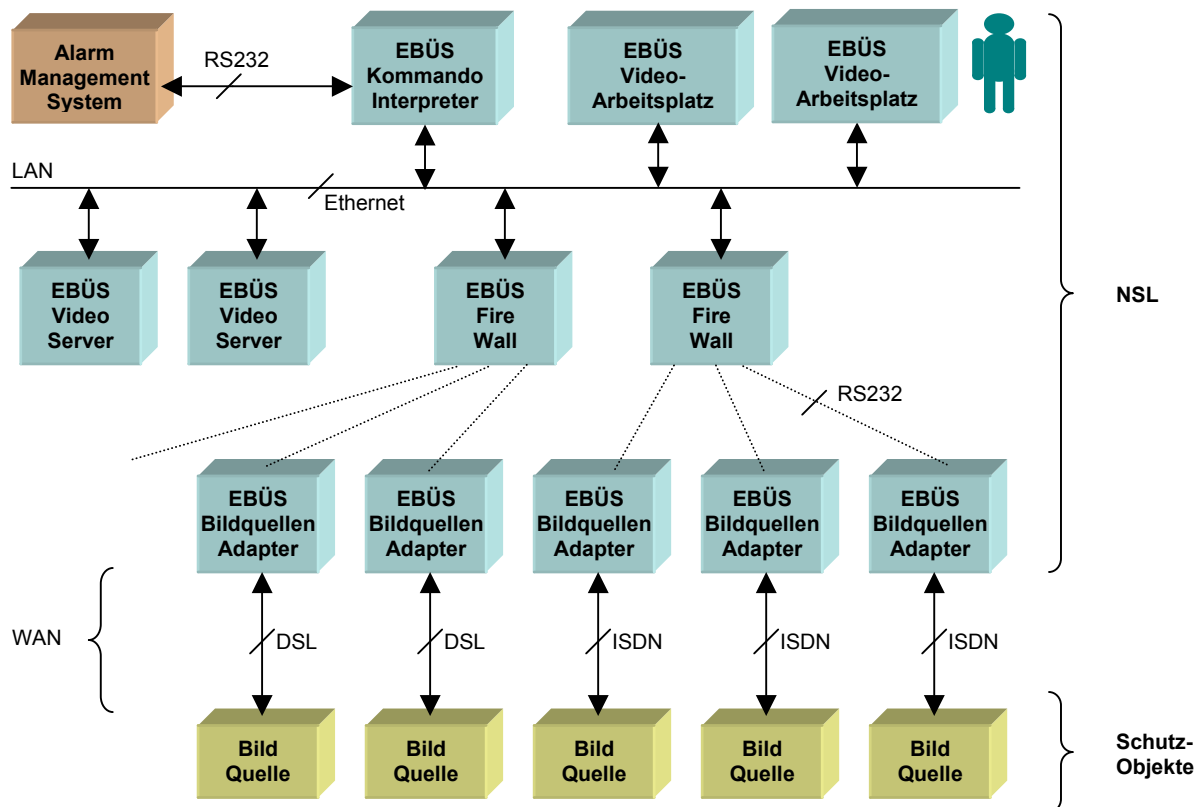 Alarm
Management
System
RS232
EBÜS
Kommando
Interpreter
EBÜS
Video-
Arbeitsplatz
EBÜS
Video-
Arbeitsplatz
LAN
Ethernet
EBÜS
Video
Server
EBÜS
Video
Server
EBÜS
Fire
Wall
EBÜS
Fire
Wall
NSL
RS232
EBÜS
Bildquellen
Adapter
EBÜS
Bildquellen
Adapter
EBÜS
Bildquellen
Adapter
EBÜS
Bildquellen
Adapter
EBÜS
Bildquellen
Adapter
WAN
DSL
DSL
ISDN
ISDN
ISDN
Bild
Quelle
Bild
Quelle
Bild
Quelle
Bild
Quelle
Bild
Quelle
Schutz-
Objekte